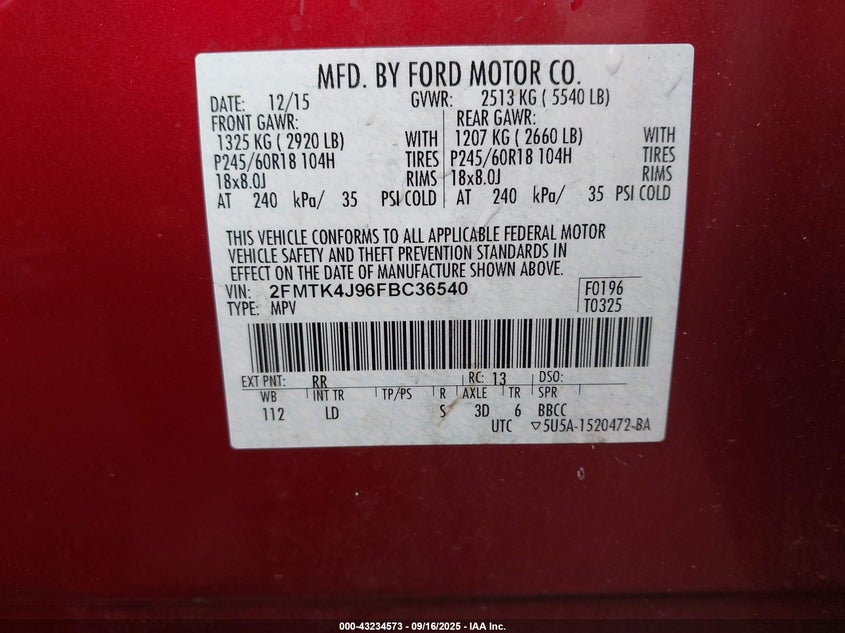 MFD. BY FORD MOTOR CO.
DATE: 12/15 GVWR: 2513 KG ( 5540 LB)
FRONT GAWR: REAR GAWR:
1325 KG ( 2920 LB) WITH 1207 KG ( 2660 LB) WITH
P245/60R18 104H TIRES P245/60R18 104H TIRES
18x8.0J RIMS 18x8.0J RIMS
AT 240 kPa/ 35 PSI COLD AT 240 kPa/ 35 PSI COLD
THIS VEHICLE CONFORMS TO ALL APPLICABLE FEDERAL MOTOR
VEHICLE SAFETY AND THEFT PREVENTION STANDARDS IN
EFFECT ON THE DATE OF MANUFACTURE SHOWN ABOVE.
VIN: 2FMTK4J96FBC36540 F0196
TYPE: MPV T0325
EXT PNT: RR RC: 13 DSO:
WB INT TR TP/PS R AXLE TR SPR
112 LD S 3D 6 BBCC
UTC ▽5U5A-1520472-BA
000-43234573 - 09/16/2025 - IAA Inc.